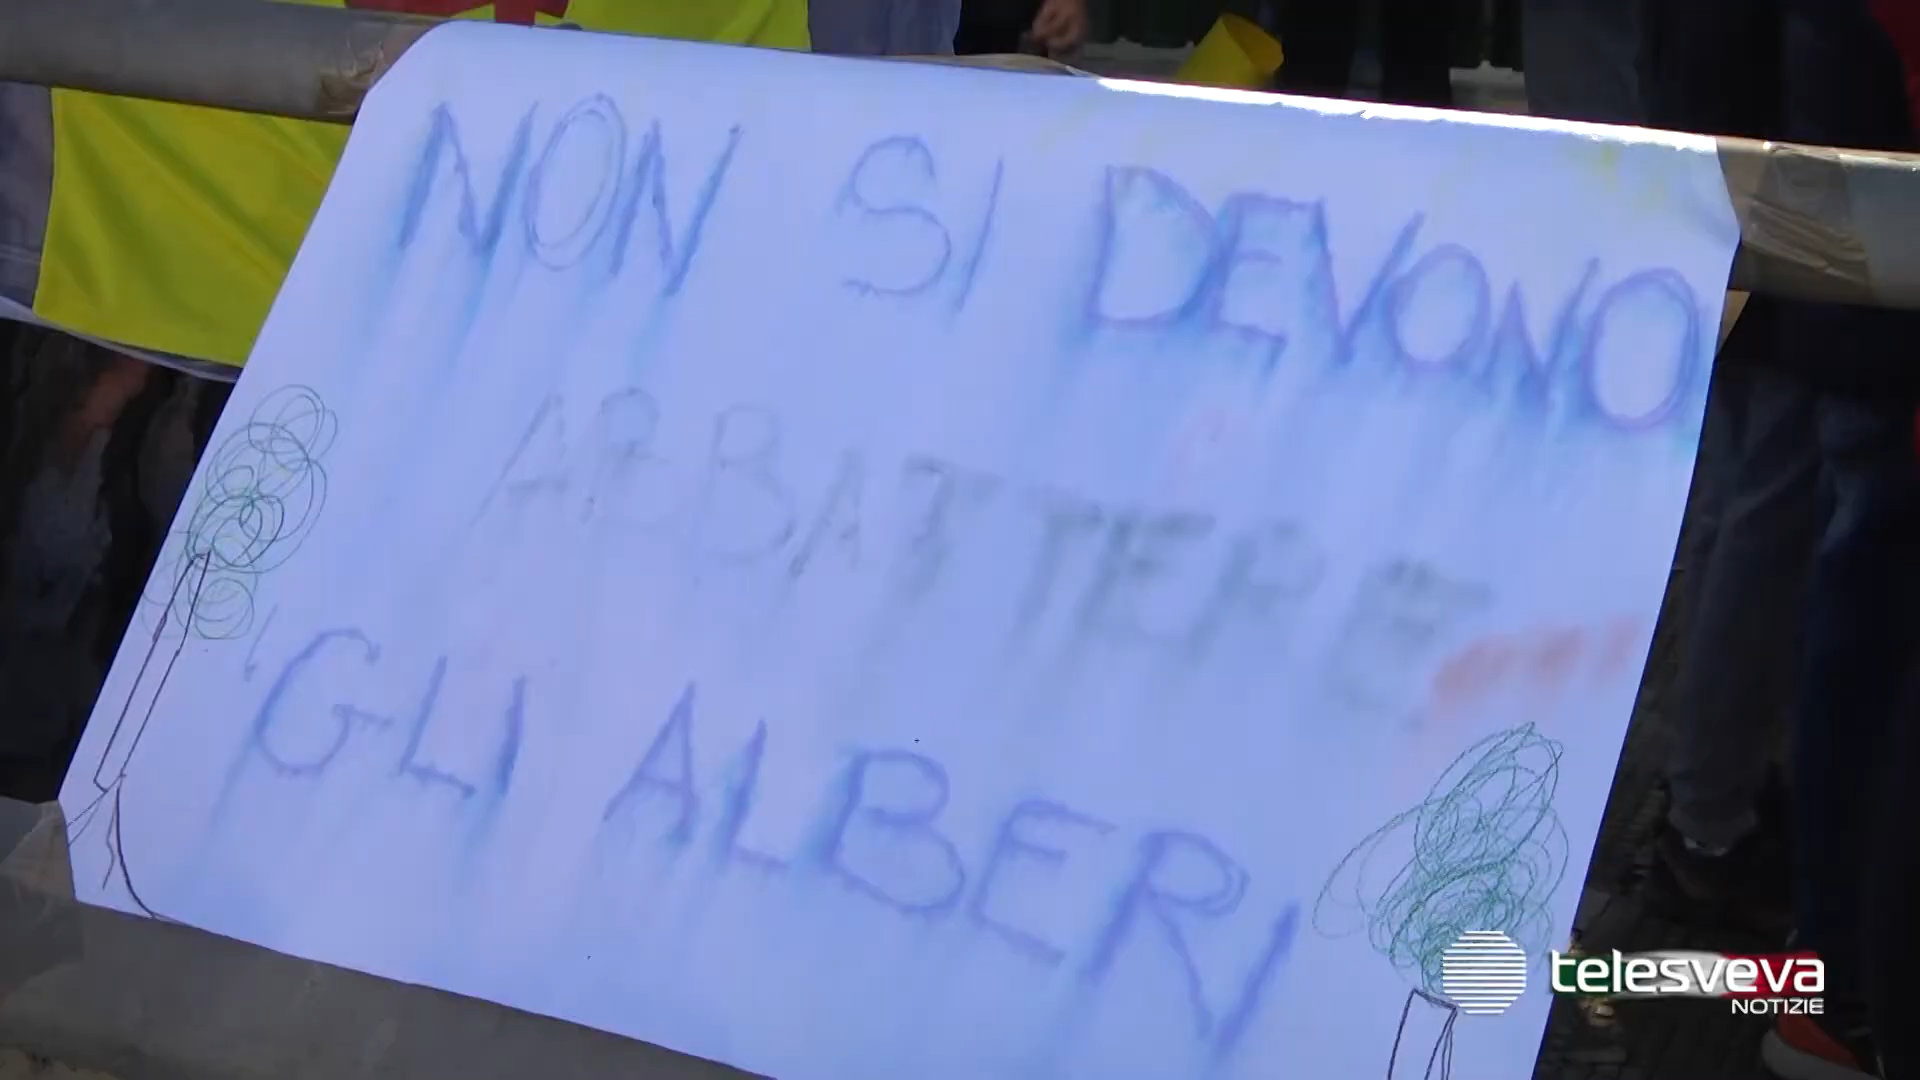 NON SI DEVONO
ABBATTERE
GLI ALBERI
telesveva
NOTIZIE